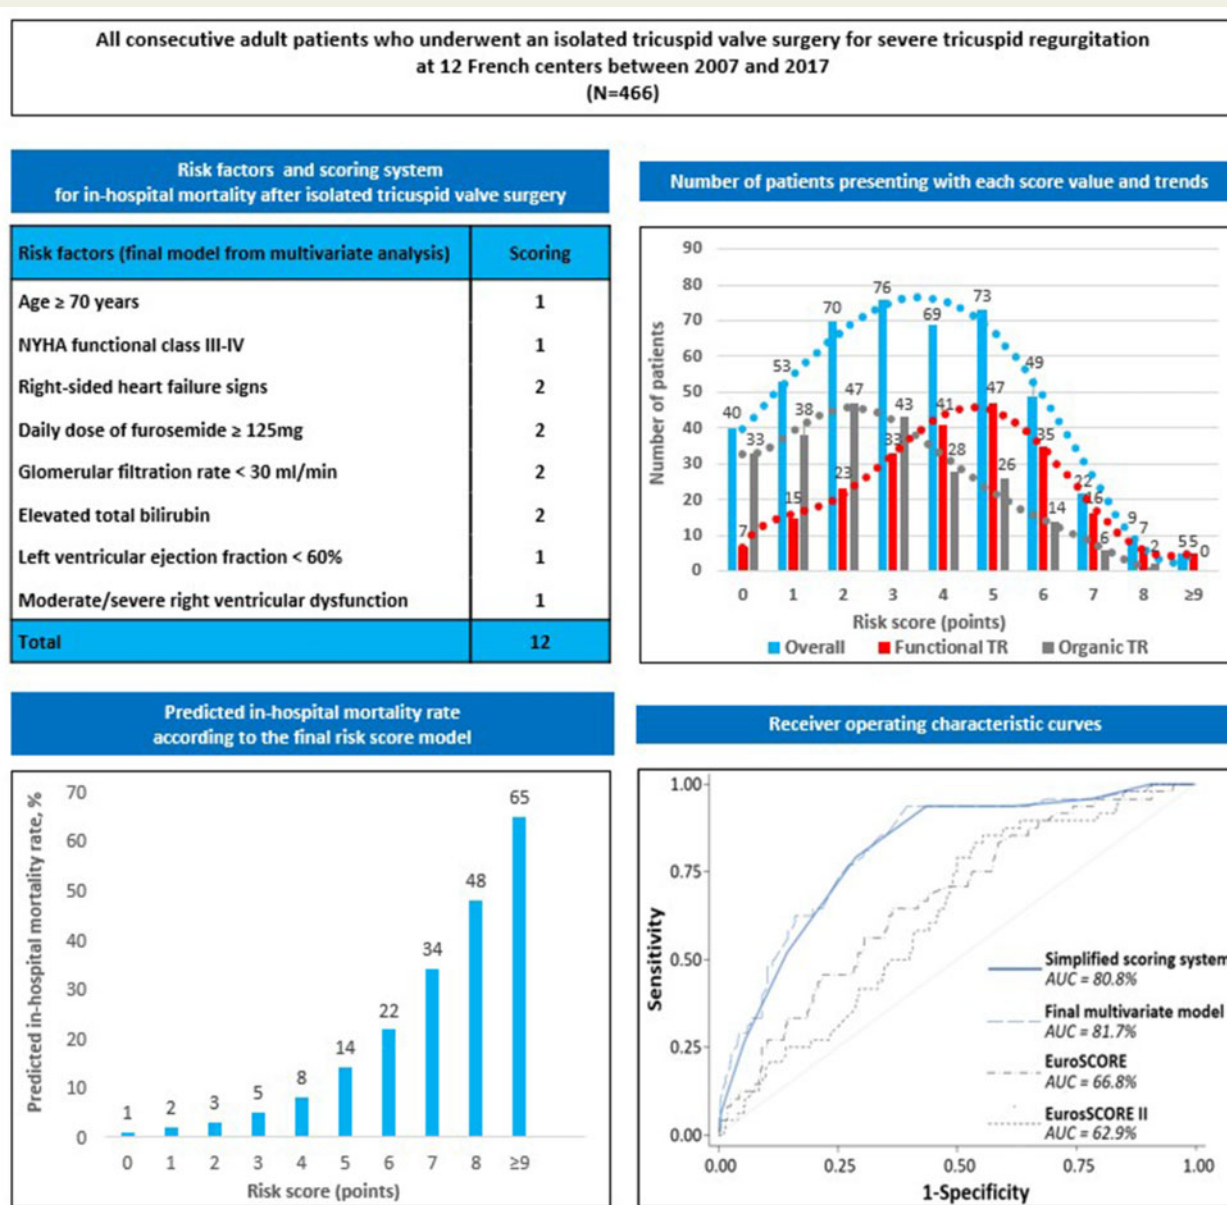 All consecutive adult patients who underwent an isolated tricuspid valve surgery for severe tricuspid regurgitation
at 12 French centers between 2007 and 2017
(N=466)
Risk factors and scoring system
for in-hospital mortality after isolated tricuspid valve surgery
Risk factors (final model from multivariate analysis) Scoring
Age ≥ 70 years 1
NYHA functional class III-IV 1
Right-sided heart failure signs 2
Daily dose of furosemide ≥ 125mg 2
Glomerular filtration rate < 30 ml/min 2
Elevated total bilirubin 2
Left ventricular ejection fraction < 60% 1
Moderate/severe right ventricular dysfunction 1
Total 12
Number of patients presenting with each score value and trends
Number of patients
90
80
70
60
50
40
30
20
10
0
40 7 33
53 15 38
70 23 47
76 33 43
69 41 28
73 47 26
49 35 14
22 16 6
9 7 2
5 5 0
0 1 2 3 4 5 6 7 8 ≥9
Risk score (points)
Overall Functional TR Organic TR
Predicted in-hospital mortality rate
according to the final risk score model
Predicted in-hospital mortality rate, %
70
60
50
40
30
20
10
0
1 2 3 5 8 14 22 34 48 65
0 1 2 3 4 5 6 7 8 ≥9
Risk score (points)
Receiver operating characteristic curves
Sensitivity
1.00
0.75
0.50
0.25
0.00
Simplified scoring system
AUC = 80.8%
Final multivariate model
AUC = 81.7%
EuroSCORE
AUC = 66.8%
EurosSCORE II
AUC = 62.9%
0.00 0.25 0.50 0.75 1.00
1-Specificity